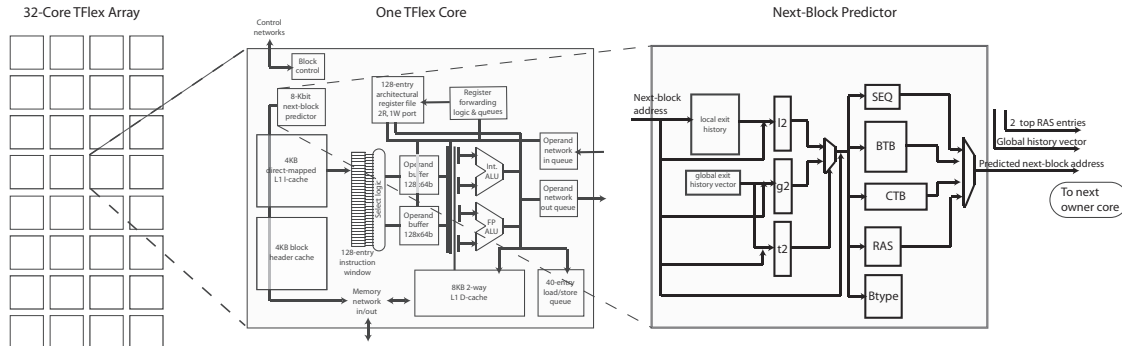 32-Core TFlex Array
One TFlex Core
Next-Block Predictor
Control
networks
Block
control
8-Kbit
next-block
predictor
128-entry
architectural
register file
2R, 1W port
Register
forwarding
logic & queues
4KB
direct-mapped
L1 I-cache
4KB block
header cache
128-entry
instruction
window
Select logic
Operand
buffer
128x64b
Operand
buffer
128x64b
Int.
ALU
FP
ALU
Operand
network
in queue
Operand
network
out queue
Memory
network
in/out
8KB 2-way
L1 D-cache
40-entry
load/store
queue
Next-block
address
local exit
history
global exit
history vector
l2
g2
t2
SEQ
BTB
CTB
RAS
Btype
2 top RAS entries
Global history vector
Predicted next-block address
To next
owner core